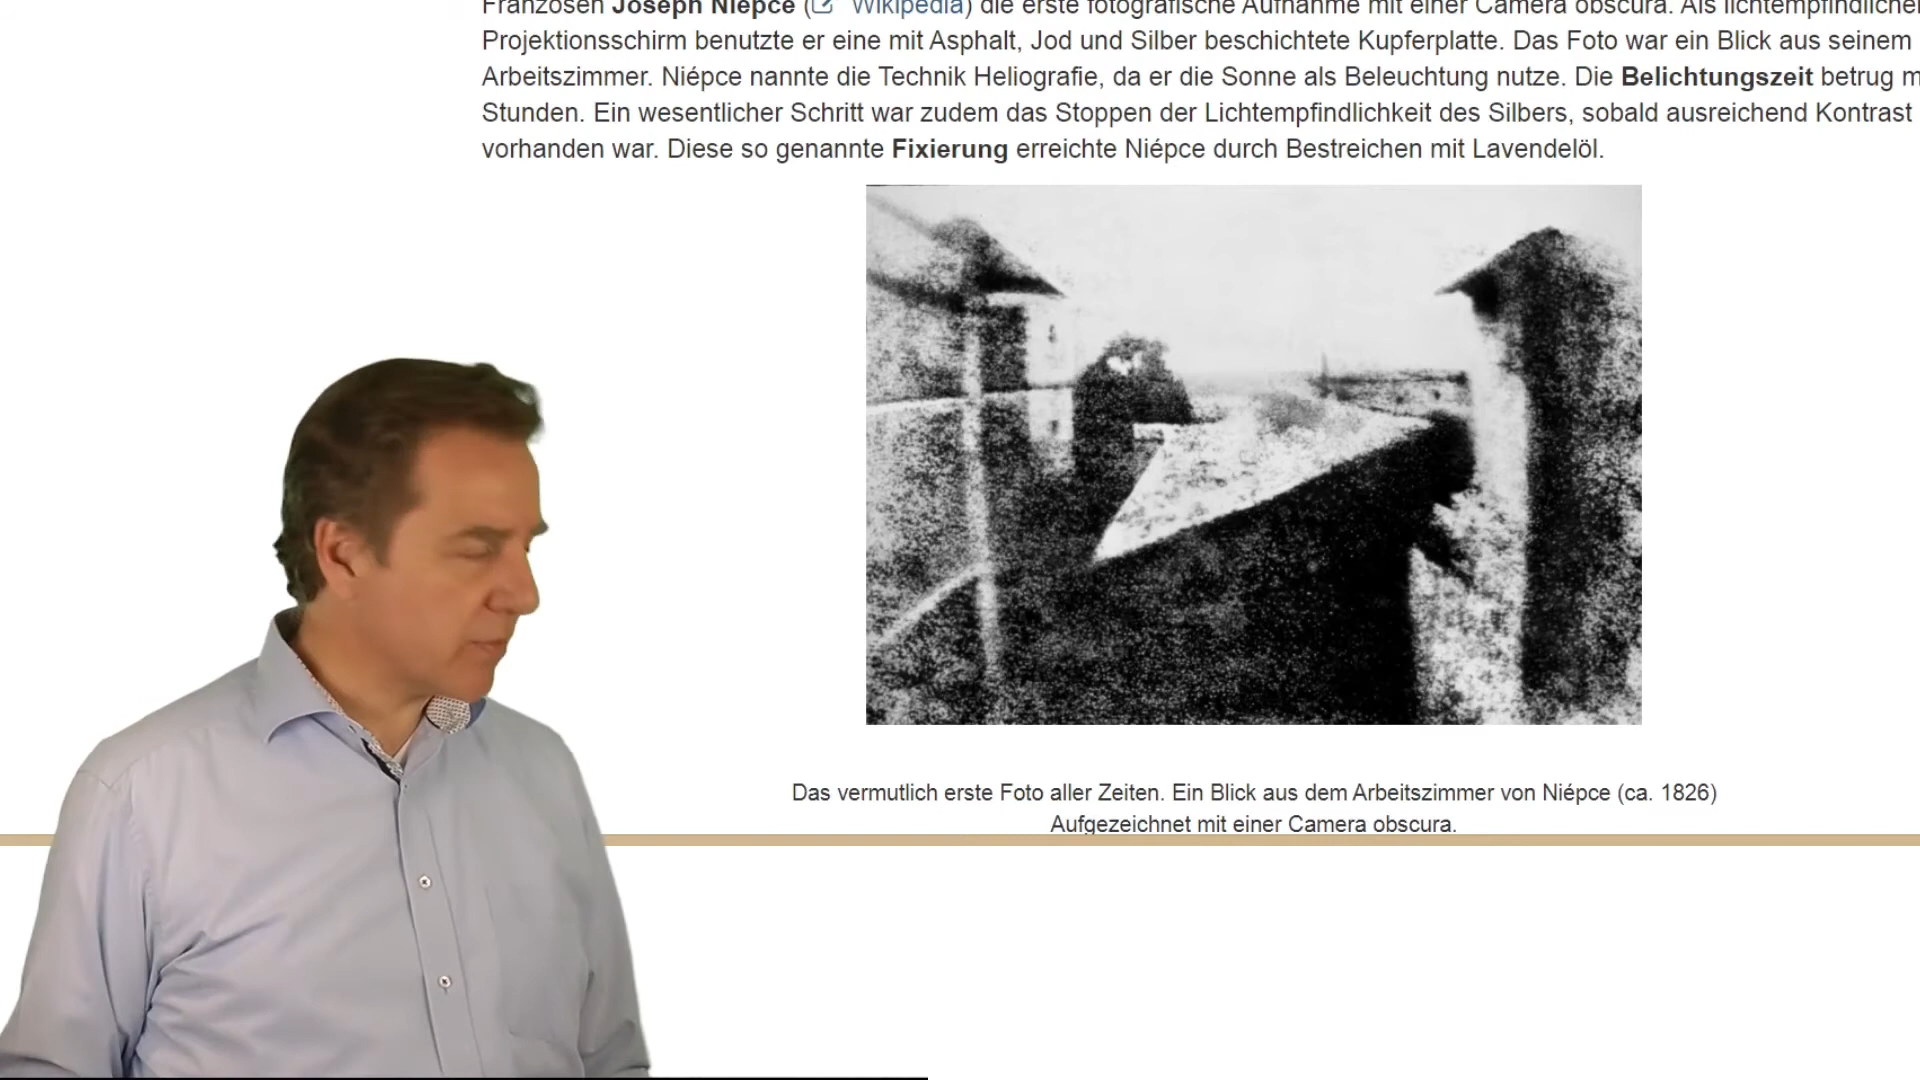 Franzosen Joseph Niépce ( Wikipedia) die erste fotografische Aufnahme mit einer Camera obscura. Als
Projektionsschirm benutzte er eine mit Asphalt, Jod und Silber beschichtete Kupferplatte. Das Foto war ein Blick aus seinem
Arbeitszimmer. Niépce nannte die Technik Heliografie, da er die Sonne als Beleuchtung nutze. Die Belichtungszeit betrug
Stunden. Ein wesentlicher Schritt war zudem das Stoppen der Lichtempfindlichkeit des Silbers, sobald ausreichend Kontrast
vorhanden war. Diese so genannte Fixierung erreichte Niépce durch Bestreichen mit Lavendelöl.
Das vermutlich erste Foto aller Zeiten. Ein Blick aus dem Arbeitszimmer von Niépce (ca. 1826)
Aufgezeichnet mit einer Camera obscura.